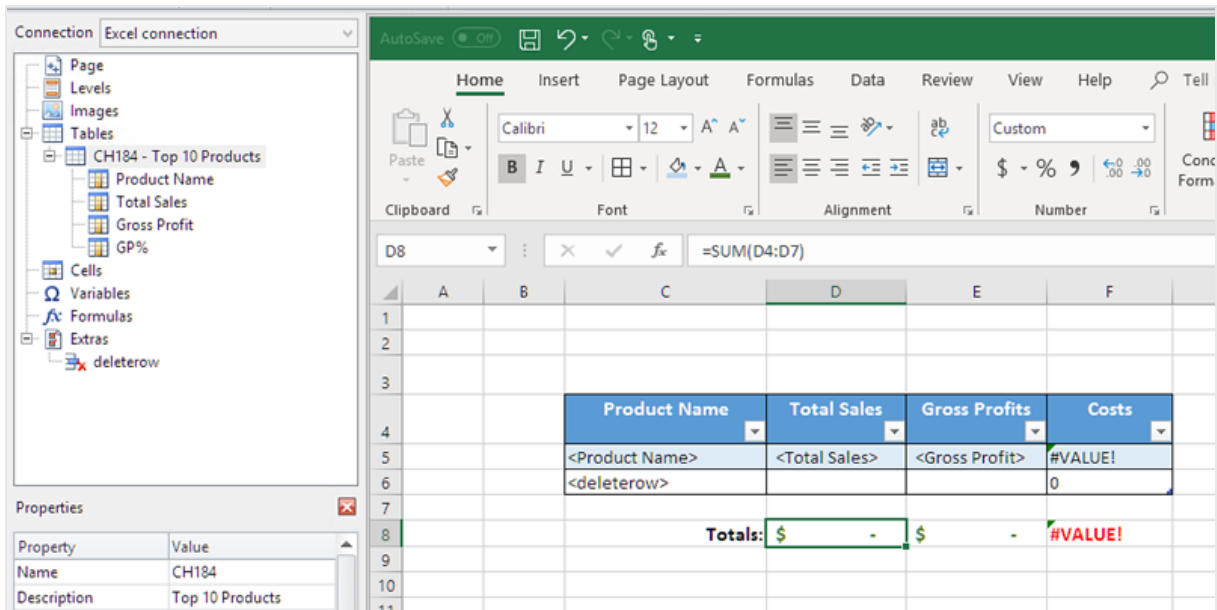 Connection Excel connection
Page
Levels
Images
Tables
CH184 - Top 10 Products
Product Name
Total Sales
Gross Profit
GP%
Cells
Variables
Formulas
Extras
deleterow
Properties
Property Value
Name CH184
Description Top 10 Products
AutoSave Off
Home Insert Page Layout Formulas Data Review View Help Tell
Paste Calibri 12 A A ab Custom
B I U A $ % Conc
Form
Clipboard Font Alignment Number
D8 fx =SUM(D4:D7)
A B C D E F
1
2
3
4 Product Name Total Sales Gross Profits Costs
5 <Product Name> <Total Sales> <Gross Profit> #VALUE!
6 <deleterow> 0
7
8 Totals: $ - $ - #VALUE!
9
10
11